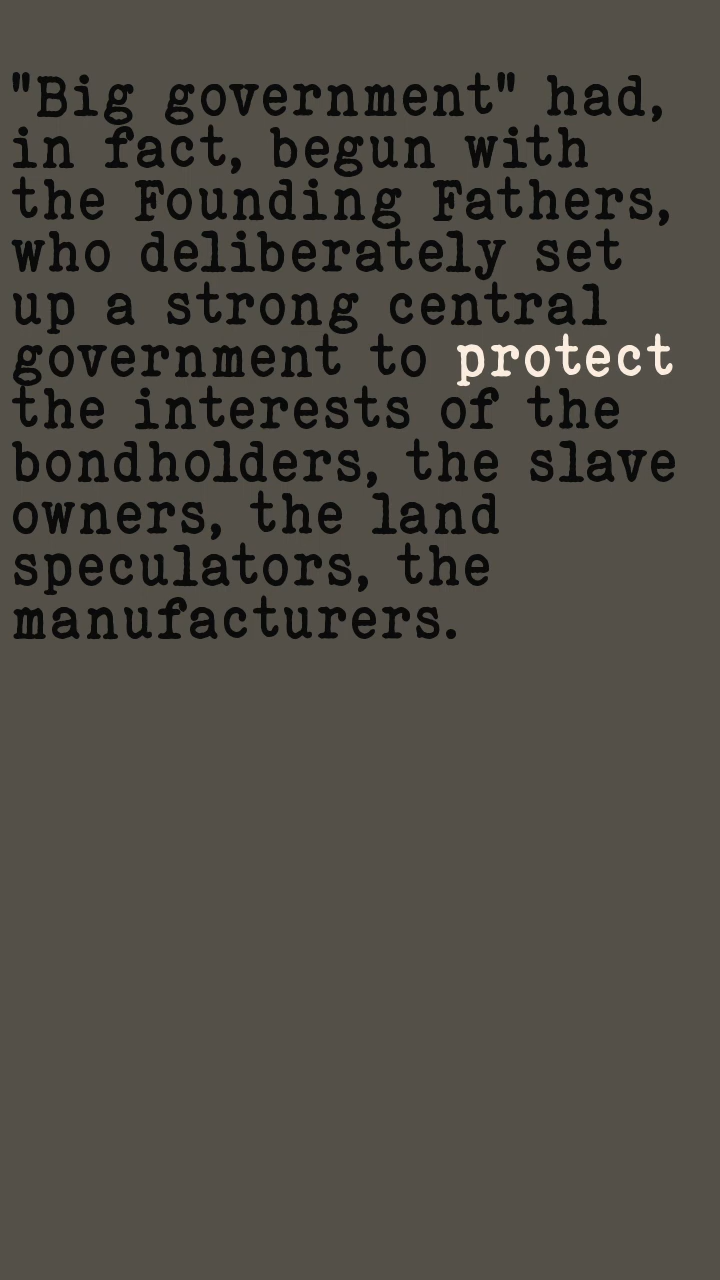 "Big government" had,
in fact, begun with
the Founding Fathers,
who deliberately set
up a strong central
government to protect
the interests of the
bondholders, the slave
owners, the land
speculators, the
manufacturers.